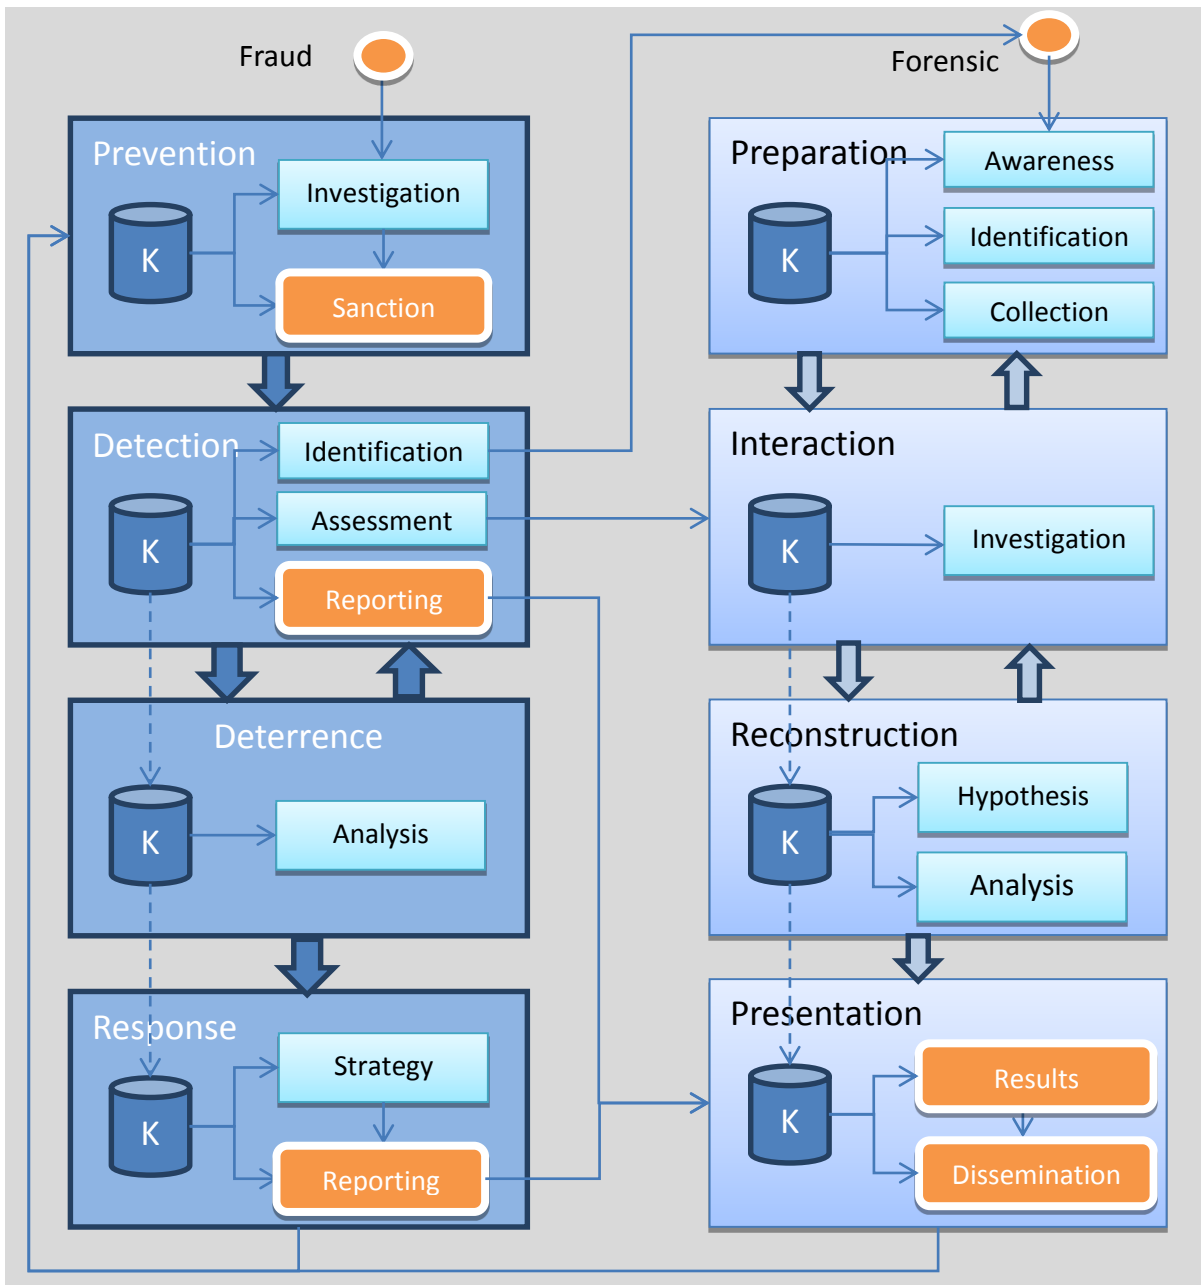 Fraud
Forensic
Prevention
Investigation
K
Sanction
Detection
Identification
Assessment
K
Reporting
Deterrence
Analysis
K
Response
Strategy
K
Reporting
Preparation
Awareness
Identification
K
Collection
Interaction
Investigation
K
Reconstruction
Hypothesis
K
Analysis
Presentation
Results
K
Dissemination